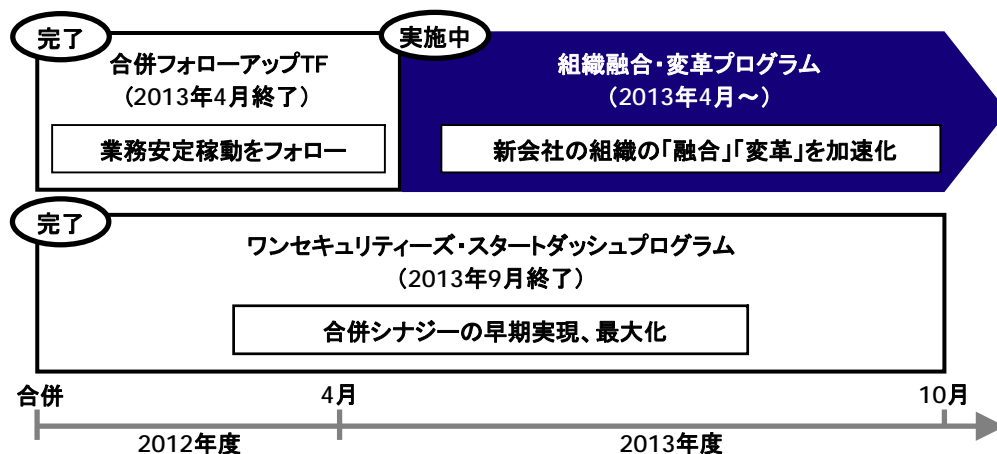 完了
合併フォローアップTF
（2013年4月終了）
業務安定稼動をフォロー
実施中
組織融合・変革プログラム
（2013年4月～）
新会社の組織の「融合」「変革」を加速化
完了
ワンセキュリティーズ・スタートダッシュプログラム
（2013年9月終了）
合併シナジーの早期実現、最大化
合併
4月
10月
2012年度
2013年度